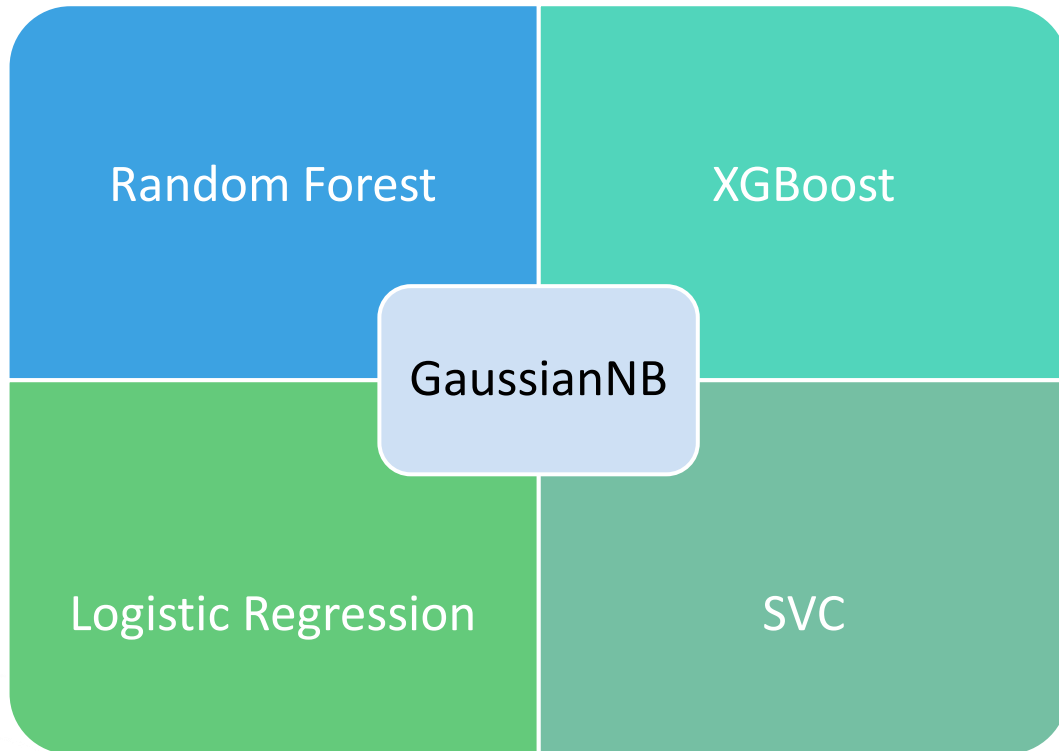 Random Forest
XGBoost
GaussianNB
Logistic Regression
SVC